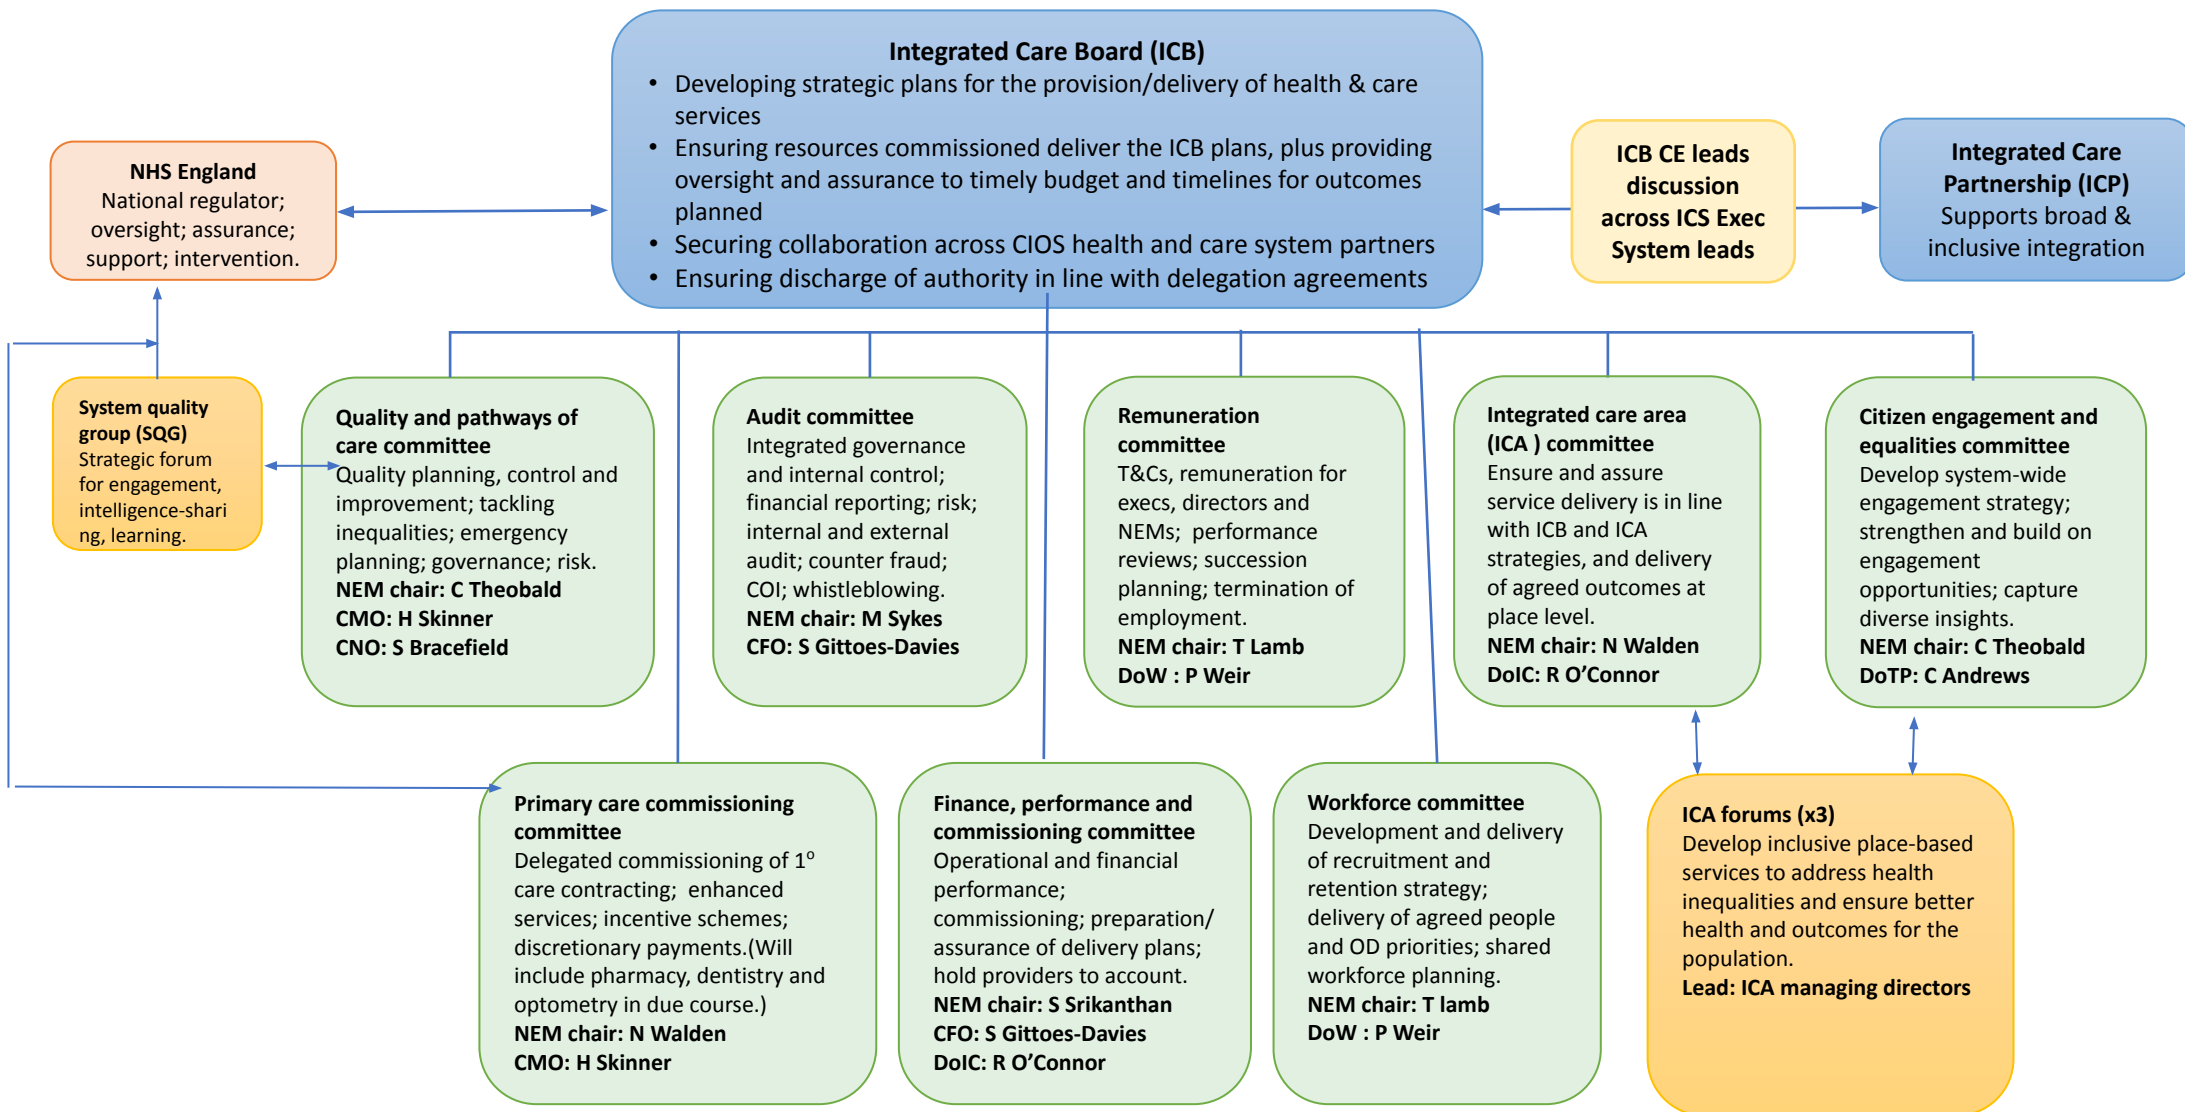 Integrated Care Board (ICB)
• Developing strategic plans for the provision/delivery of health & care
services
• Ensuring resources commissioned deliver the ICB plans, plus providing
oversight and assurance to timely budget and timelines for outcomes
planned
• Securing collaboration across CIOS health and care system partners
• Ensuring discharge of authority in line with delegation agreements
NHS England
National regulator;
oversight; assurance;
support; intervention.
ICB CE leads
discussion
across ICS Exec
System leads
Integrated Care
Partnership (ICP)
Supports broad &
inclusive integration
System quality
group (SQG)
Strategic forum
for engagement,
intelligence-shari
ng, learning.
Quality and pathways of
care committee
Quality planning, control and
improvement; tackling
inequalities; emergency
planning; governance; risk.
NEM chair: C Theobald
CMO: H Skinner
CNO: S Bracefield
Audit committee
Integrated governance
and internal control;
financial reporting; risk;
internal and external
audit; counter fraud;
COI; whistleblowing.
NEM chair: M Sykes
CFO: S Gittoes-Davies
Remuneration
committee
T&Cs, remuneration for
execs, directors and
NEMs;  performance
reviews; succession
planning; termination of
employment.
NEM chair: T Lamb
DoW : P Weir
Integrated care area
(ICA ) committee
Ensure and assure
service delivery is in line
with ICB and ICA
strategies, and delivery
of agreed outcomes at
place level.
NEM chair: N Walden
DoIC: R O’Connor
Citizen engagement and
equalities committee
Develop system-wide
engagement strategy;
strengthen and build on
engagement
opportunities; capture
diverse insights.
NEM chair: C Theobald
DoTP: C Andrews
Primary care commissioning
committee
Delegated commissioning of 1º
care contracting;  enhanced
services; incentive schemes;
discretionary payments.(Will
include pharmacy, dentistry and
optometry in due course.)
NEM chair: N Walden
CMO: H Skinner
Finance, performance and
commissioning committee
Operational and financial
performance;
commissioning; preparation/
assurance of delivery plans;
hold providers to account.
NEM chair: S Srikanthan
CFO: S Gittoes-Davies
DoIC: R O’Connor
Workforce committee
Development and delivery
of recruitment and
retention strategy;
delivery of agreed people
and OD priorities; shared
workforce planning.
NEM chair: T lamb
DoW : P Weir
ICA forums (x3)
Develop inclusive place-based
services to address health
inequalities and ensure better
health and outcomes for the
population.
Lead: ICA managing directors